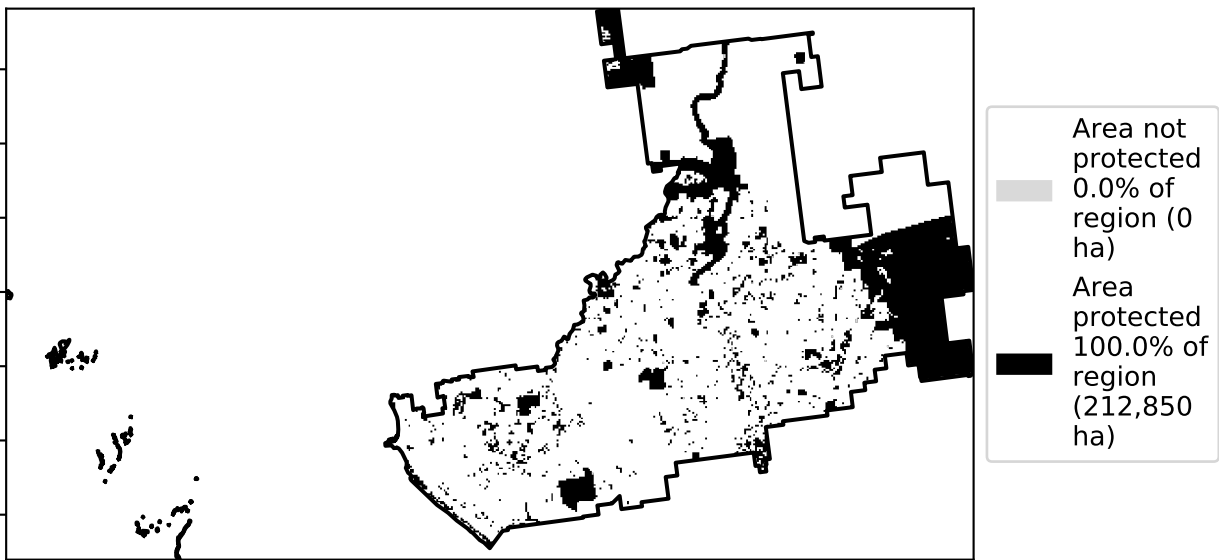 Area not
protected
0.0% of
region (0
ha)
Area
protected
100.0% of
region
(212,850
ha)